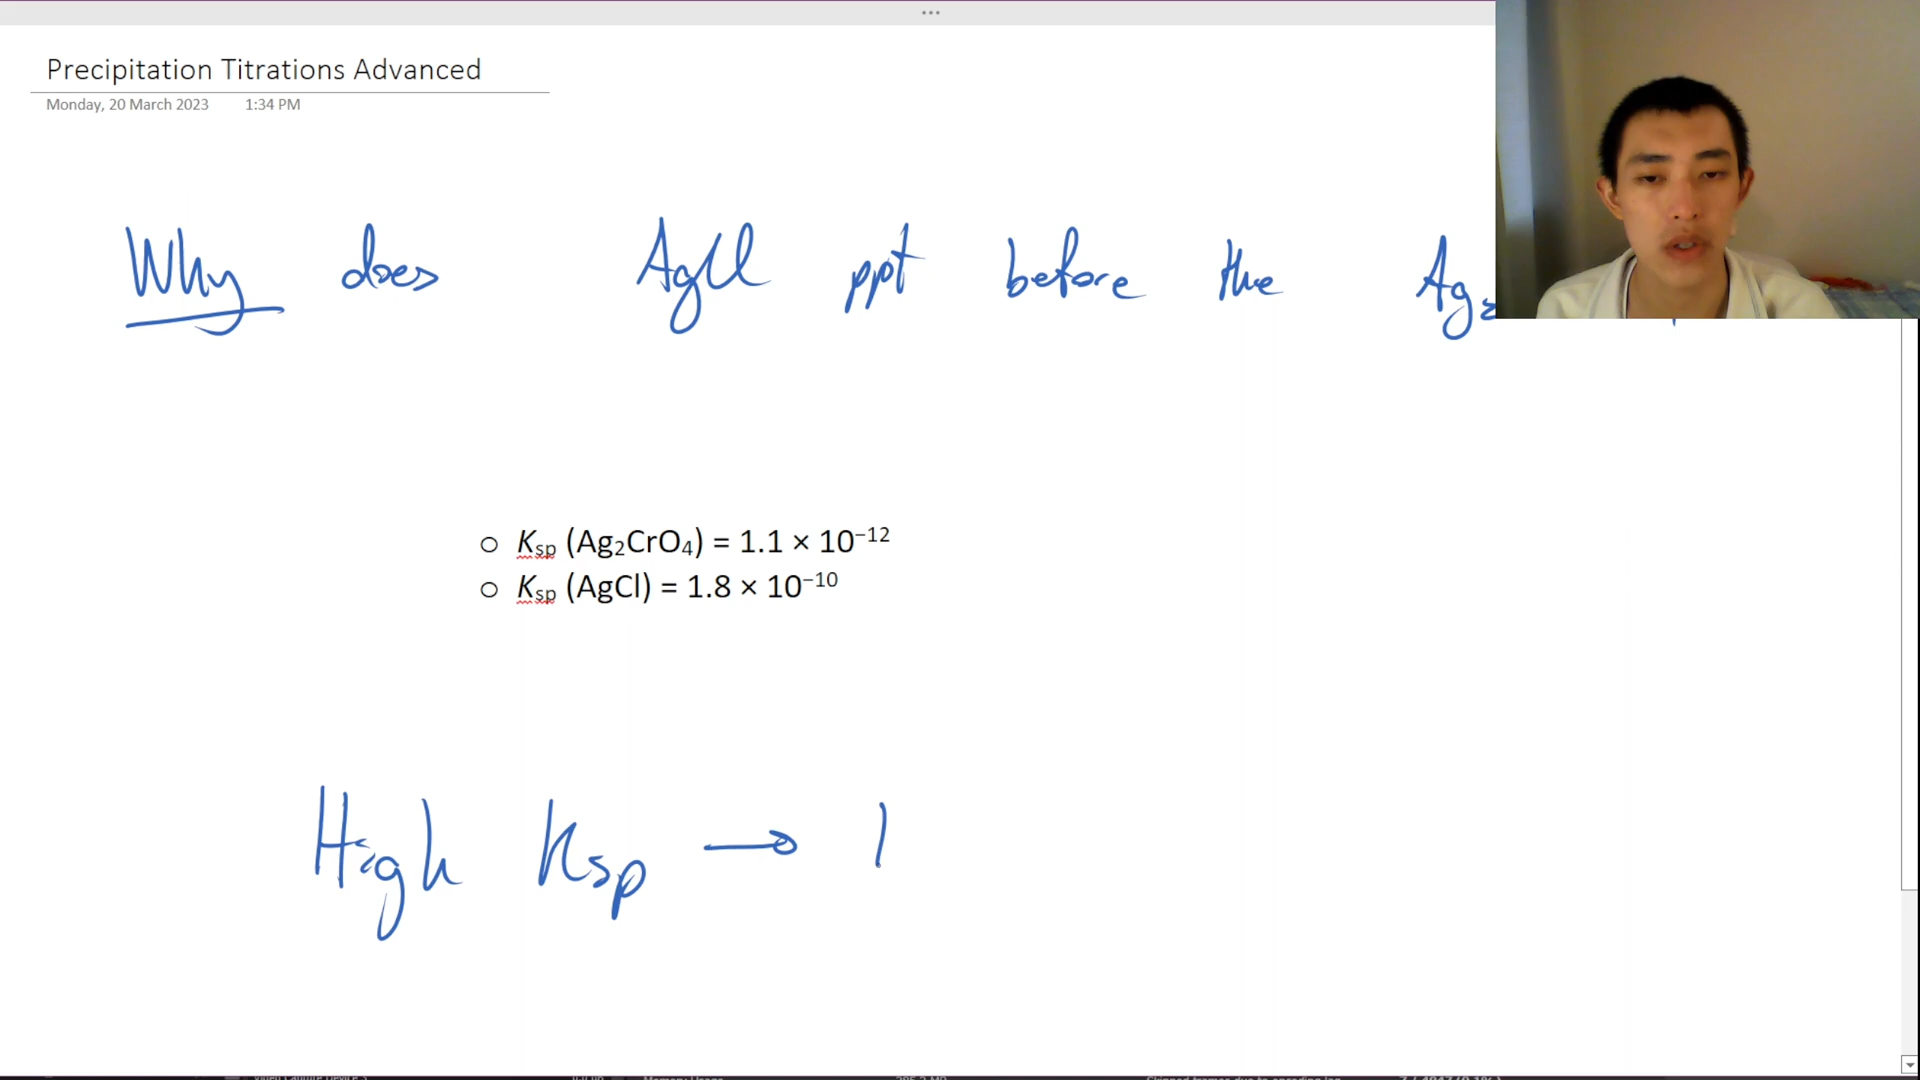 Precipitation Titrations Advanced
Monday, 20 March 2023 1:34 PM
Why does AgCl ppt before the Ag₂
○ Ksp (Ag₂CrO₄) = 1.1 × 10⁻¹²
○ Ksp (AgCl) = 1.8 × 10⁻¹⁰
High Ksp → l